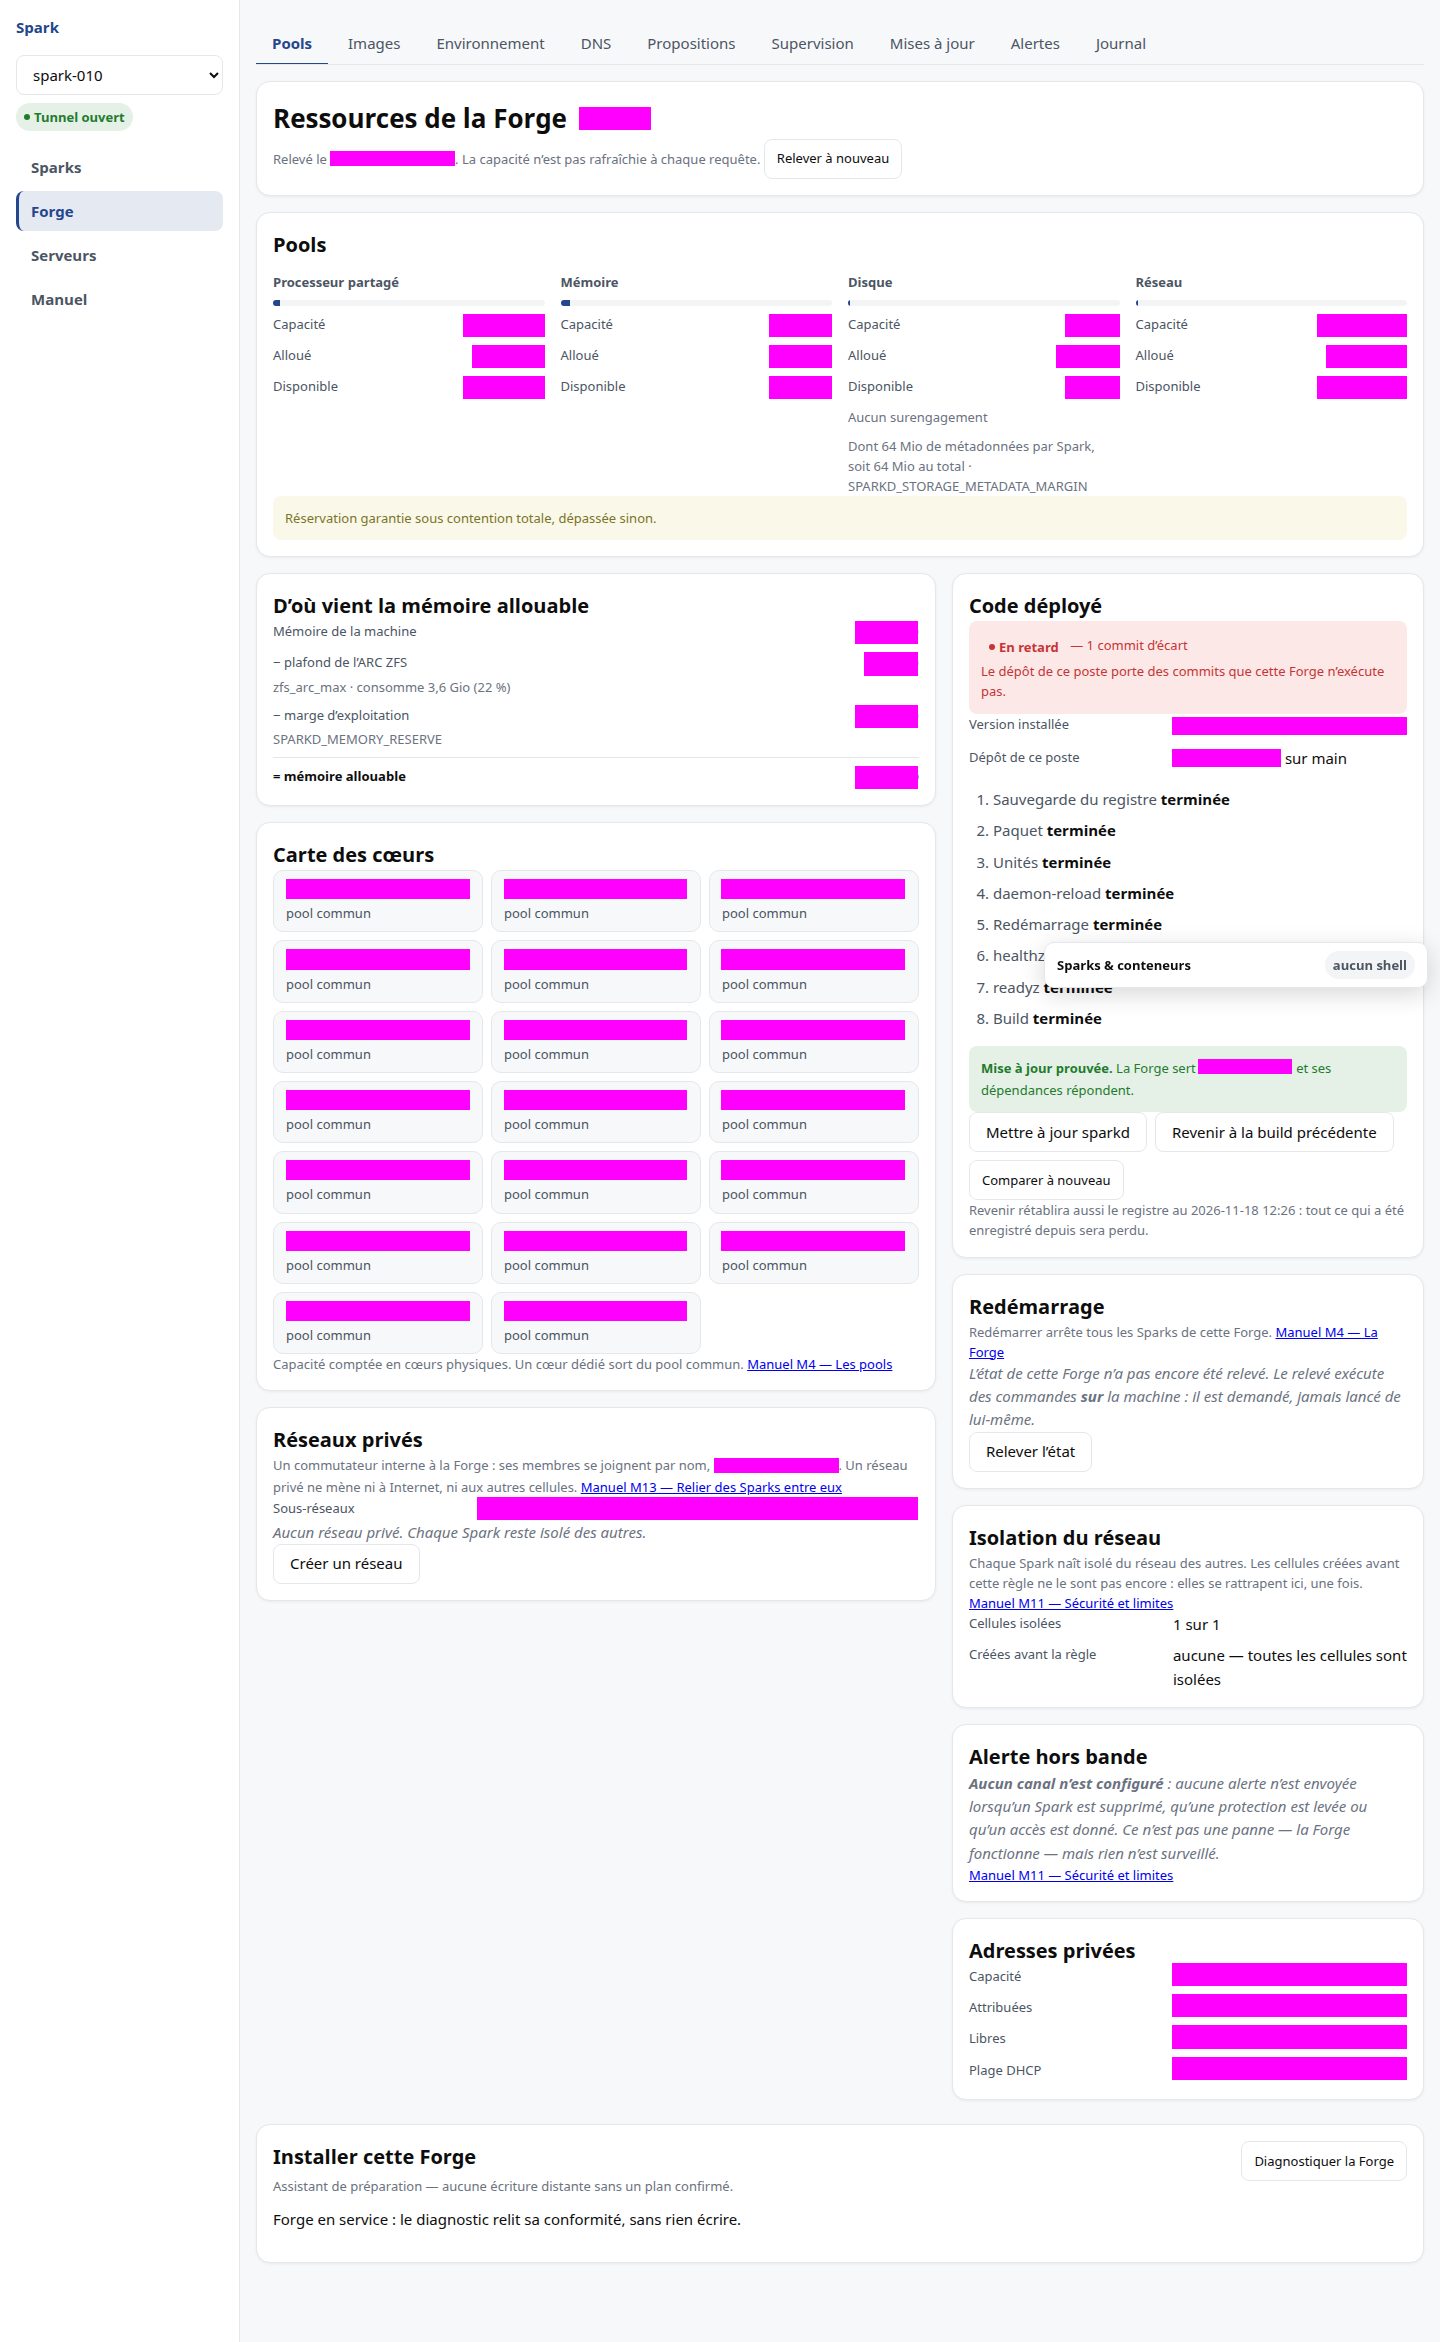 Spark
spark-010
Tunnel ouvert
Sparks
Forge
Serveurs
Manuel
Pools Images Environnement DNS Propositions Supervision Mises à jour Alertes Journal
Ressources de la Forge
Relevé le . La capacité n’est pas rafraîchie à chaque requête. Relever à nouveau
Pools
Processeur partagé Mémoire Disque Réseau
Capacité Capacité Capacité Capacité
Alloué Alloué Alloué Alloué
Disponible Disponible Disponible Disponible
Aucun surengagement
Dont 64 Mio de métadonnées par Spark,
soit 64 Mio au total ·
SPARKD_STORAGE_METADATA_MARGIN
Réservation garantie sous contention totale, dépassée sinon.
D’où vient la mémoire allouable
Mémoire de la machine
− plafond de l’ARC ZFS
zfs_arc_max · consomme 3,6 Gio (22 %)
− marge d’exploitation
SPARKD_MEMORY_RESERVE
= mémoire allouable
Carte des cœurs
pool commun pool commun pool commun
pool commun pool commun pool commun
pool commun pool commun pool commun
pool commun pool commun pool commun
pool commun pool commun pool commun
pool commun pool commun pool commun
pool commun pool commun
Capacité comptée en cœurs physiques. Un cœur dédié sort du pool commun. Manuel M4 — Les pools
Réseaux privés
Un commutateur interne à la Forge : ses membres se joignent par nom, . Un réseau
privé ne mène ni à Internet, ni aux autres cellules. Manuel M13 — Relier des Sparks entre eux
Sous-réseaux
Aucun réseau privé. Chaque Spark reste isolé des autres.
Créer un réseau
Code déployé
En retard — 1 commit d’écart
Le dépôt de ce poste porte des commits que cette Forge n’exécute
pas.
Version installée
Dépôt de ce poste sur main
1. Sauvegarde du registre terminée
2. Paquet terminée
3. Unités terminée
4. daemon-reload terminée
5. Redémarrage terminée
6. healthz
Sparks & conteneurs aucun shell
7. readyz terminée
8. Build terminée
Mise à jour prouvée. La Forge sert et ses
dépendances répondent.
Mettre à jour sparkd Revenir à la build précédente
Comparer à nouveau
Revenir rétablira aussi le registre au 2026-11-18 12:26 : tout ce qui a été
enregistré depuis sera perdu.
Redémarrage
Redémarrer arrête tous les Sparks de cette Forge. Manuel M4 — La
Forge
L’état de cette Forge n’a pas encore été relevé. Le relevé exécute
des commandes sur la machine : il est demandé, jamais lancé de
lui-même.
Relever l’état
Isolation du réseau
Chaque Spark naît isolé du réseau des autres. Les cellules créées avant
cette règle ne le sont pas encore : elles se rattrapent ici, une fois.
Manuel M11 — Sécurité et limites
Cellules isolées 1 sur 1
Créées avant la règle aucune — toutes les cellules sont
isolées
Alerte hors bande
Aucun canal n’est configuré : aucune alerte n’est envoyée
lorsqu’un Spark est supprimé, qu’une protection est levée ou
qu’un accès est donné. Ce n’est pas une panne — la Forge
fonctionne — mais rien n’est surveillé.
Manuel M11 — Sécurité et limites
Adresses privées
Capacité
Attribuées
Libres
Plage DHCP
Installer cette Forge
Diagnostiquer la Forge
Assistant de préparation — aucune écriture distante sans un plan confirmé.
Forge en service : le diagnostic relit sa conformité, sans rien écrire.